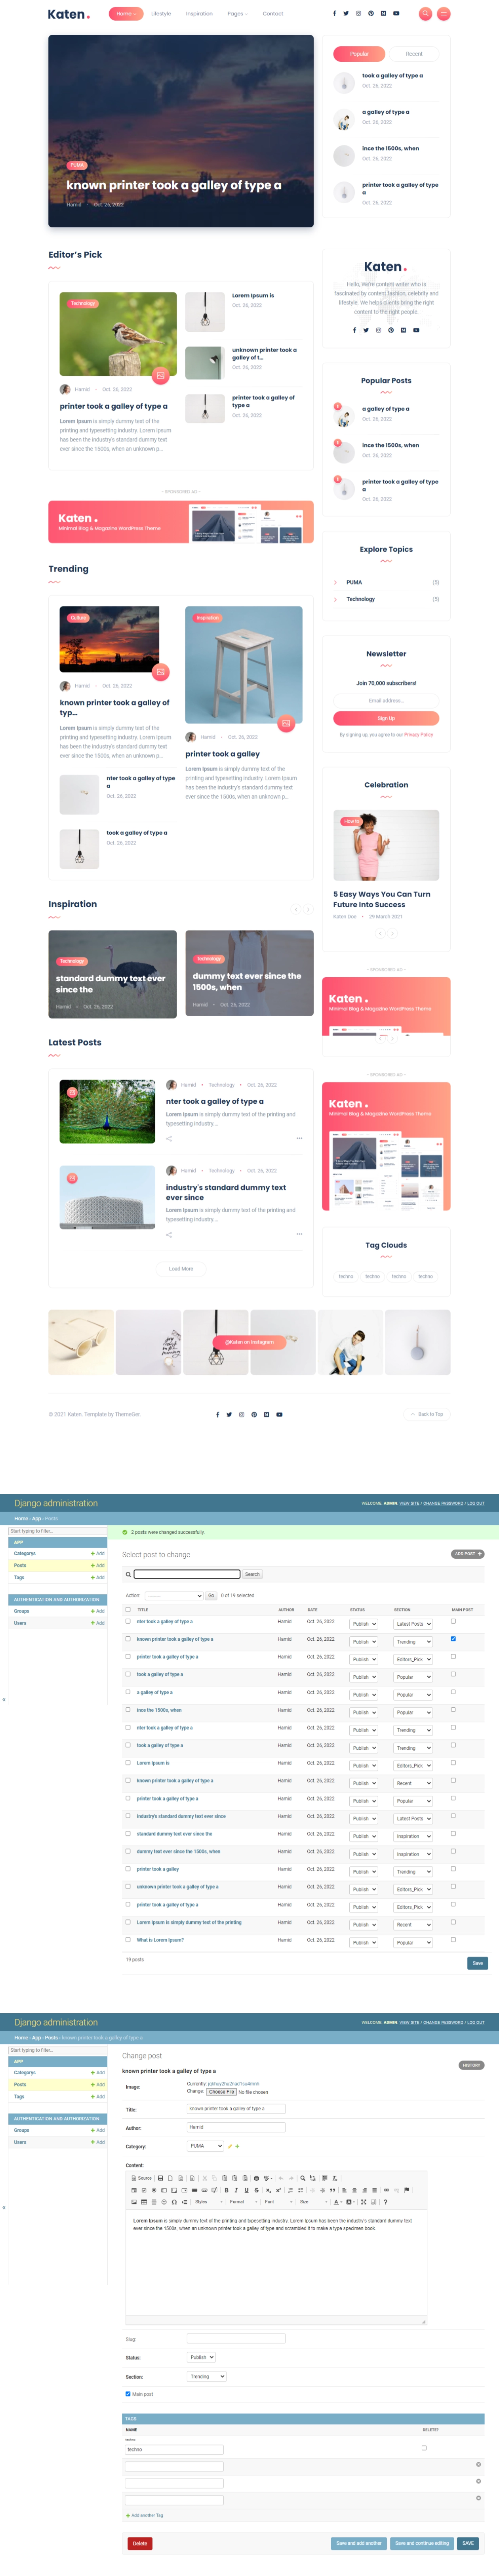 Katen.
Home
Lifestyle
Inspiration
Pages
Contact
PUMA
known printer took a galley of type a
Hamid
Oct. 26, 2022
Popular
Recent
took a galley of type a
Oct. 26, 2022
a galley of type a
Oct. 26, 2022
ince the 1500s, when
Oct. 26, 2022
printer took a galley of type
a
Oct. 26, 2022
Editor's Pick
Technology
Hamid
Oct. 26, 2022
printer took a galley of type a
Lorem Ipsum is simply dummy text of the
printing and typesetting industry. Lorem Ipsum
has been the industry's standard dummy text
ever since the 1500s, when an unknown p...
Lorem Ipsum is
Oct. 26, 2022
unknown printer took a
galley of t...
Oct. 26, 2022
printer took a galley of
type a
Oct. 26, 2022
Katen.
Hello, We're content writer who is
fascinated by content fashion, celebrity and
lifestyle. We helps clients bring the right
content to the right people.
Popular Posts
a galley of type a
Oct. 26, 2022
ince the 1500s, when
Oct. 26, 2022
printer took a galley of type
a
Oct. 26, 2022
- SPONSORED AD -
Katen.
Minimal Blog & Magazine WordPress Theme
Explore Topics
PUMA
(5)
Technology
(5)
Trending
Culture
Hamid
Oct. 26, 2022
known printer took a galley of
typ...
Lorem Ipsum is simply dummy text of the
printing and typesetting industry. Lorem Ipsum
has been the industry's standard dummy text
ever since the 1500s, when an unknown p...
nter took a galley of type
a
Oct. 26, 2022
took a galley of type a
Oct. 26, 2022
Inspiration
Hamid
Oct. 26, 2022
printer took a galley
Lorem Ipsum is simply dummy text of the
printing and typesetting industry. Lorem Ipsum
has been the industry's standard dummy text
ever since the 1500s, when an unknown p...
Newsletter
Join 70,000 subscribers!
Email address...
Sign Up
By signing up, you agree to our Privacy Policy
Celebration
How to
5 Easy Ways You Can Turn
Future Into Success
Katen Doe
29 March 2021
Inspiration
Technology
standard dummy text ever
since the
Hamid
Oct. 26, 2022
Technology
dummy text ever since the
1500s, when
Hamid
Oct. 26, 2022
- SPONSORED AD -
Katen.
Minimal Blog & Magazine WordPress Theme
- SPONSORED AD -
Katen.
Minimal Blog & Magazine WordPress Theme
Latest Posts
Hamid
Technology
Oct. 26, 2022
nter took a galley of type a
Lorem Ipsum is simply dummy text of the printing and
typesetting industry...
Hamid
Technology
Oct. 26, 2022
industry's standard dummy text
ever since
Lorem Ipsum is simply dummy text of the printing and
typesetting industry...
Load More
Tag Clouds
techno
techno
techno
techno
@Katen on Instagram
© 2021 Katen. Template by ThemeGer.
Back to Top
Django administration
WELCOME, ADMIN. VIEW SITE / CHANGE PASSWORD / LOG OUT
Home › App › Posts
Start typing to filter...
APP
Categorys + Add
Posts + Add
Tags + Add
AUTHENTICATION AND AUTHORIZATION
Groups + Add
Users + Add
«
2 posts were changed successfully.
Select post to change
ADD POST +
Search
Action: --------- Go 0 of 19 selected
TITLE AUTHOR DATE STATUS SECTION MAIN POST
nter took a galley of type a Hamid Oct. 26, 2022 Publish Latest Posts
known printer took a galley of type a Hamid Oct. 26, 2022 Publish Trending
printer took a galley of type a Hamid Oct. 26, 2022 Publish Editors_Pick
took a galley of type a Hamid Oct. 26, 2022 Publish Popular
a galley of type a Hamid Oct. 26, 2022 Publish Popular
ince the 1500s, when Hamid Oct. 26, 2022 Publish Popular
nter took a galley of type a Hamid Oct. 26, 2022 Publish Trending
took a galley of type a Hamid Oct. 26, 2022 Publish Trending
Lorem Ipsum is Hamid Oct. 26, 2022 Publish Editors_Pick
known printer took a galley of type a Hamid Oct. 26, 2022 Publish Recent
printer took a galley of type a Hamid Oct. 26, 2022 Publish Popular
industry's standard dummy text ever since Hamid Oct. 26, 2022 Publish Latest Posts
standard dummy text ever since the Hamid Oct. 26, 2022 Publish Inspiration
dummy text ever since the 1500s, when Hamid Oct. 26, 2022 Publish Inspiration
printer took a galley Hamid Oct. 26, 2022 Publish Trending
unknown printer took a galley of type a Hamid Oct. 26, 2022 Publish Editors_Pick
printer took a galley of type a Hamid Oct. 26, 2022 Publish Editors_Pick
Lorem Ipsum is simply dummy text of the printing Hamid Oct. 26, 2022 Publish Recent
What is Lorem Ipsum? Hamid Oct. 26, 2022 Publish Popular
19 posts
Save
Django administration
WELCOME, ADMIN. VIEW SITE / CHANGE PASSWORD / LOG OUT
Home › App › Posts › known printer took a galley of type a
Start typing to filter...
APP
Categorys + Add
Posts + Add
Tags + Add
AUTHENTICATION AND AUTHORIZATION
Groups + Add
Users + Add
«
Change post
known printer took a galley of type a
HISTORY
Image:
Currently:
Change: Choose File No file chosen
Title: known printer took a galley of type a
Author: Hamid
Category: PUMA
Content:
Source
Styles
Format
Font
Size
Lorem Ipsum is simply dummy text of the printing and typesetting industry. Lorem Ipsum has been the industry's standard dummy text
ever since the 1500s, when an unknown printer took a galley of type and scrambled it to make a type specimen book.
Slug:
Status: Publish
Section: Trending
Main post
TAGS
NAME
DELETE?
techno
techno
+ Add another Tag
Delete
Save and add another
Save and continue editing
SAVE